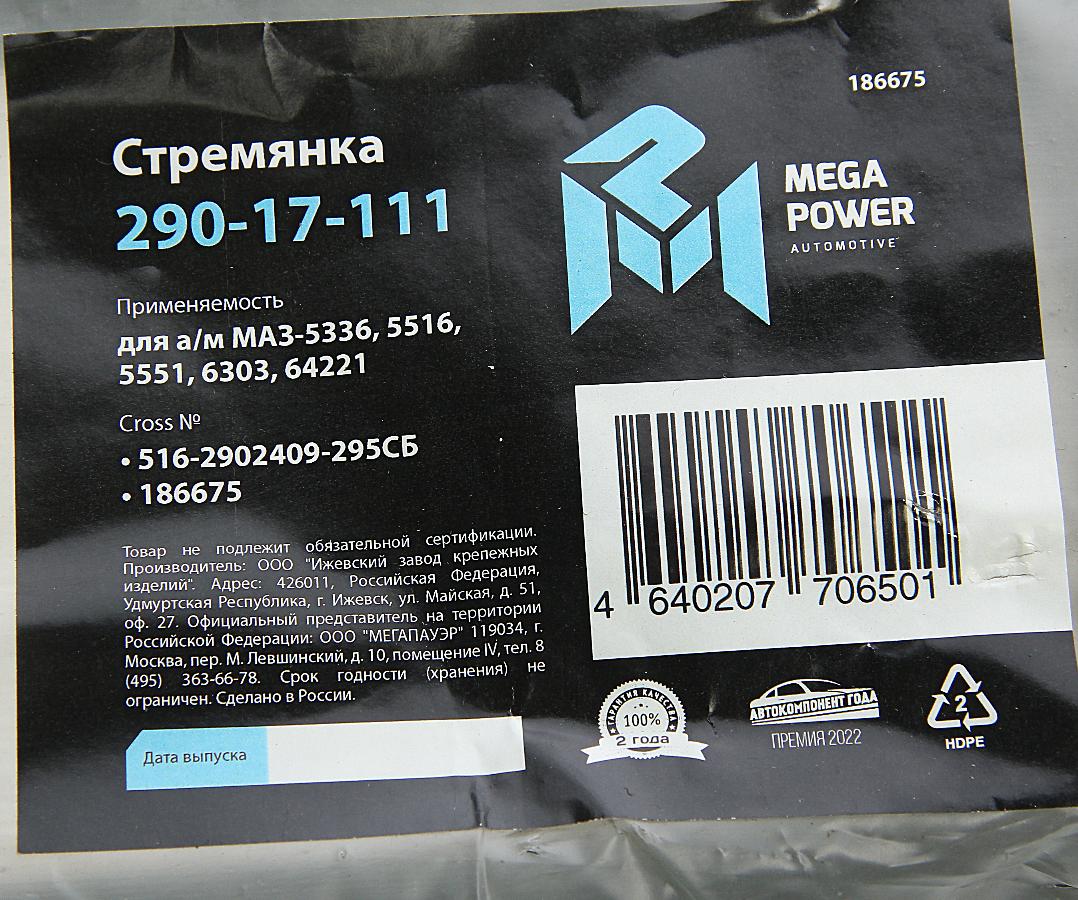 186675
Стремянка
290-17-111
MEGA
POWER
AUTOMOTIVE
Применяемость
для а/м МАЗ-5336, 5516,
5551, 6303, 64221
Cross №
• 516-2902409-295СБ
• 186675
Товар не подлежит обязательной сертификации.
Производитель: ООО "Ижевский завод крепежных
изделий". Адрес: 426011, Российская Федерация,
Удмуртская Республика, г. Ижевск, ул. Майская, д. 51,
оф. 27. Официальный представитель на территории
Российской Федерации: ООО "МЕГАПАУЭР" 119034, г.
Москва, пер. М. Левшинский, д. 10, помещение IV, тел. 8
(495) 363-66-78. Срок годности (хранения) не
ограничен. Сделано в России.
Дата выпуска
4 640207 706501
ГАРАНТИЯ КАЧЕСТВА
100%
2 года
АВТОКОМПОНЕНТ ГОДА
ПРЕМИЯ 2022
2
HDPE